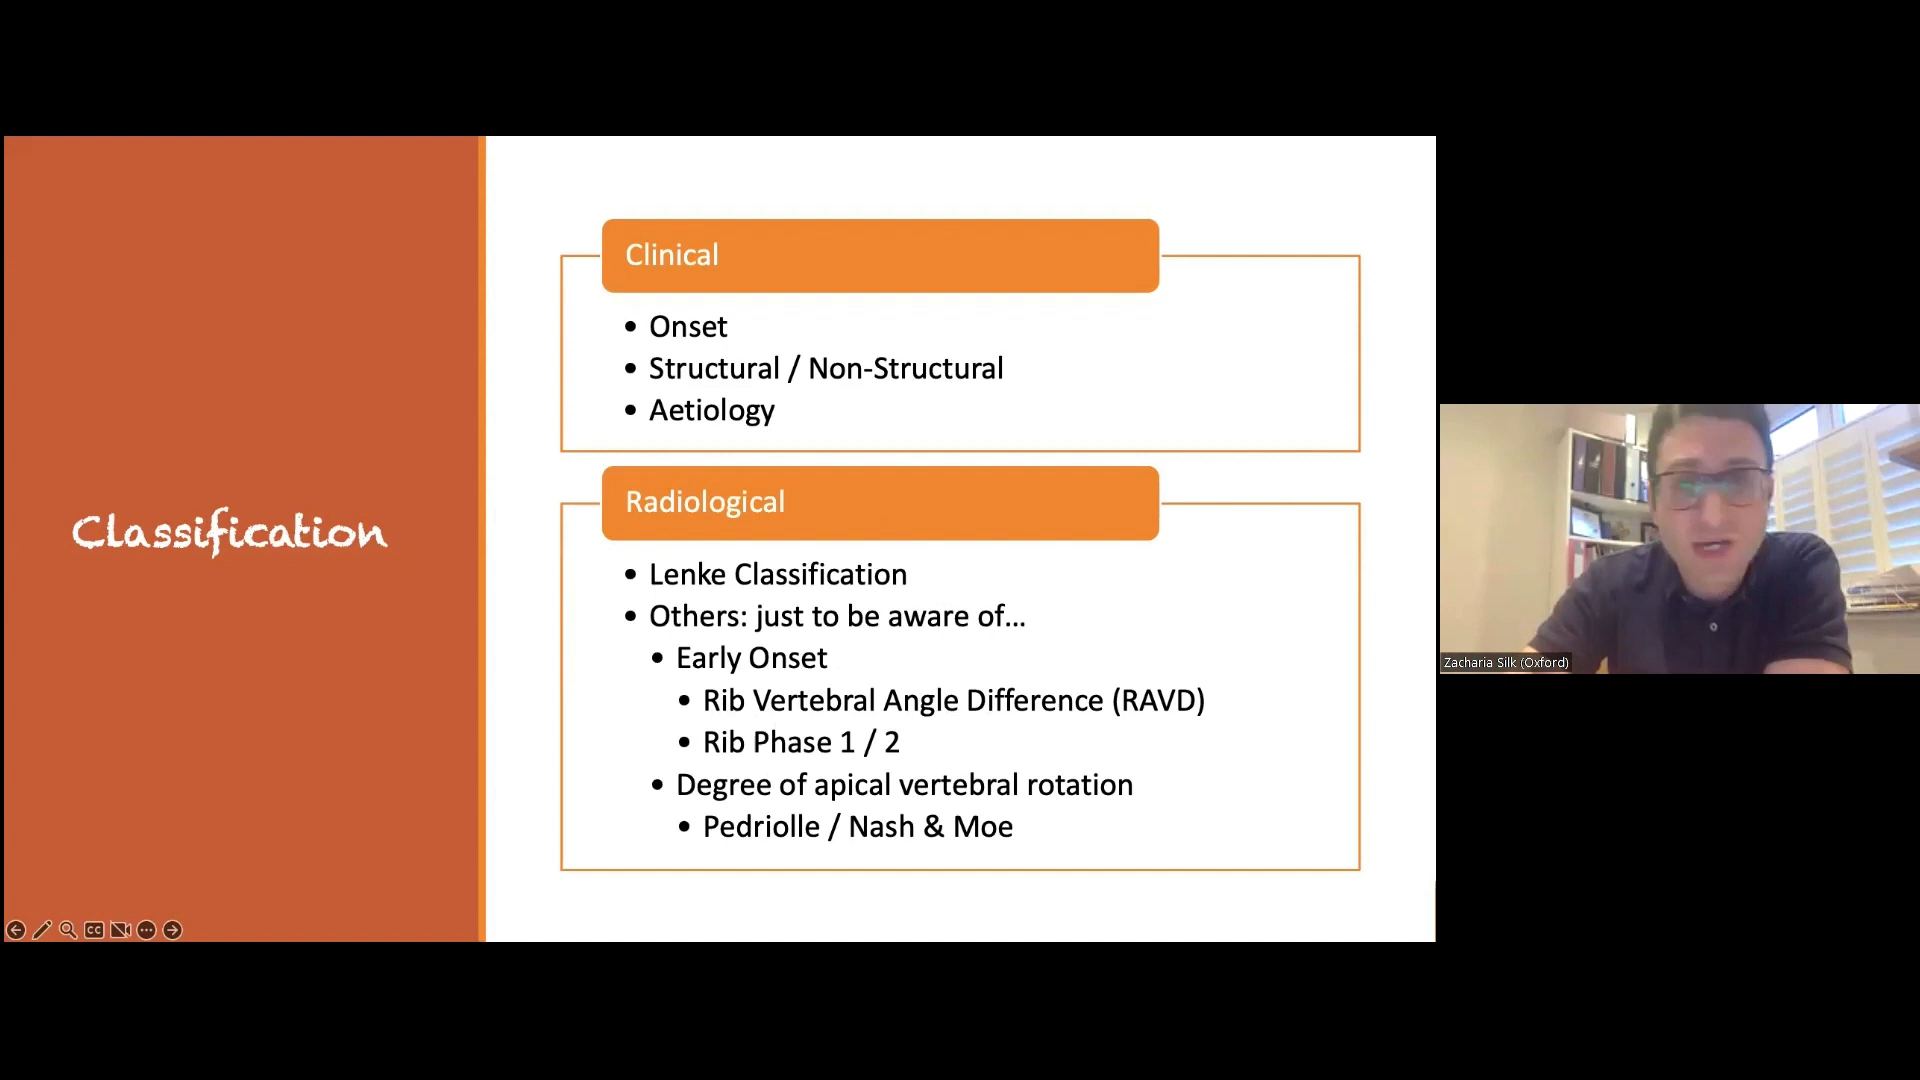 Classification
Clinical
• Onset
• Structural / Non-Structural
• Aetiology
Radiological
• Lenke Classification
• Others: just to be aware of...
• Early Onset
• Rib Vertebral Angle Difference (RAVD)
• Rib Phase 1 / 2
• Degree of apical vertebral rotation
• Pedriolle / Nash & Moe
CC
Zacharia Silk (Oxford)